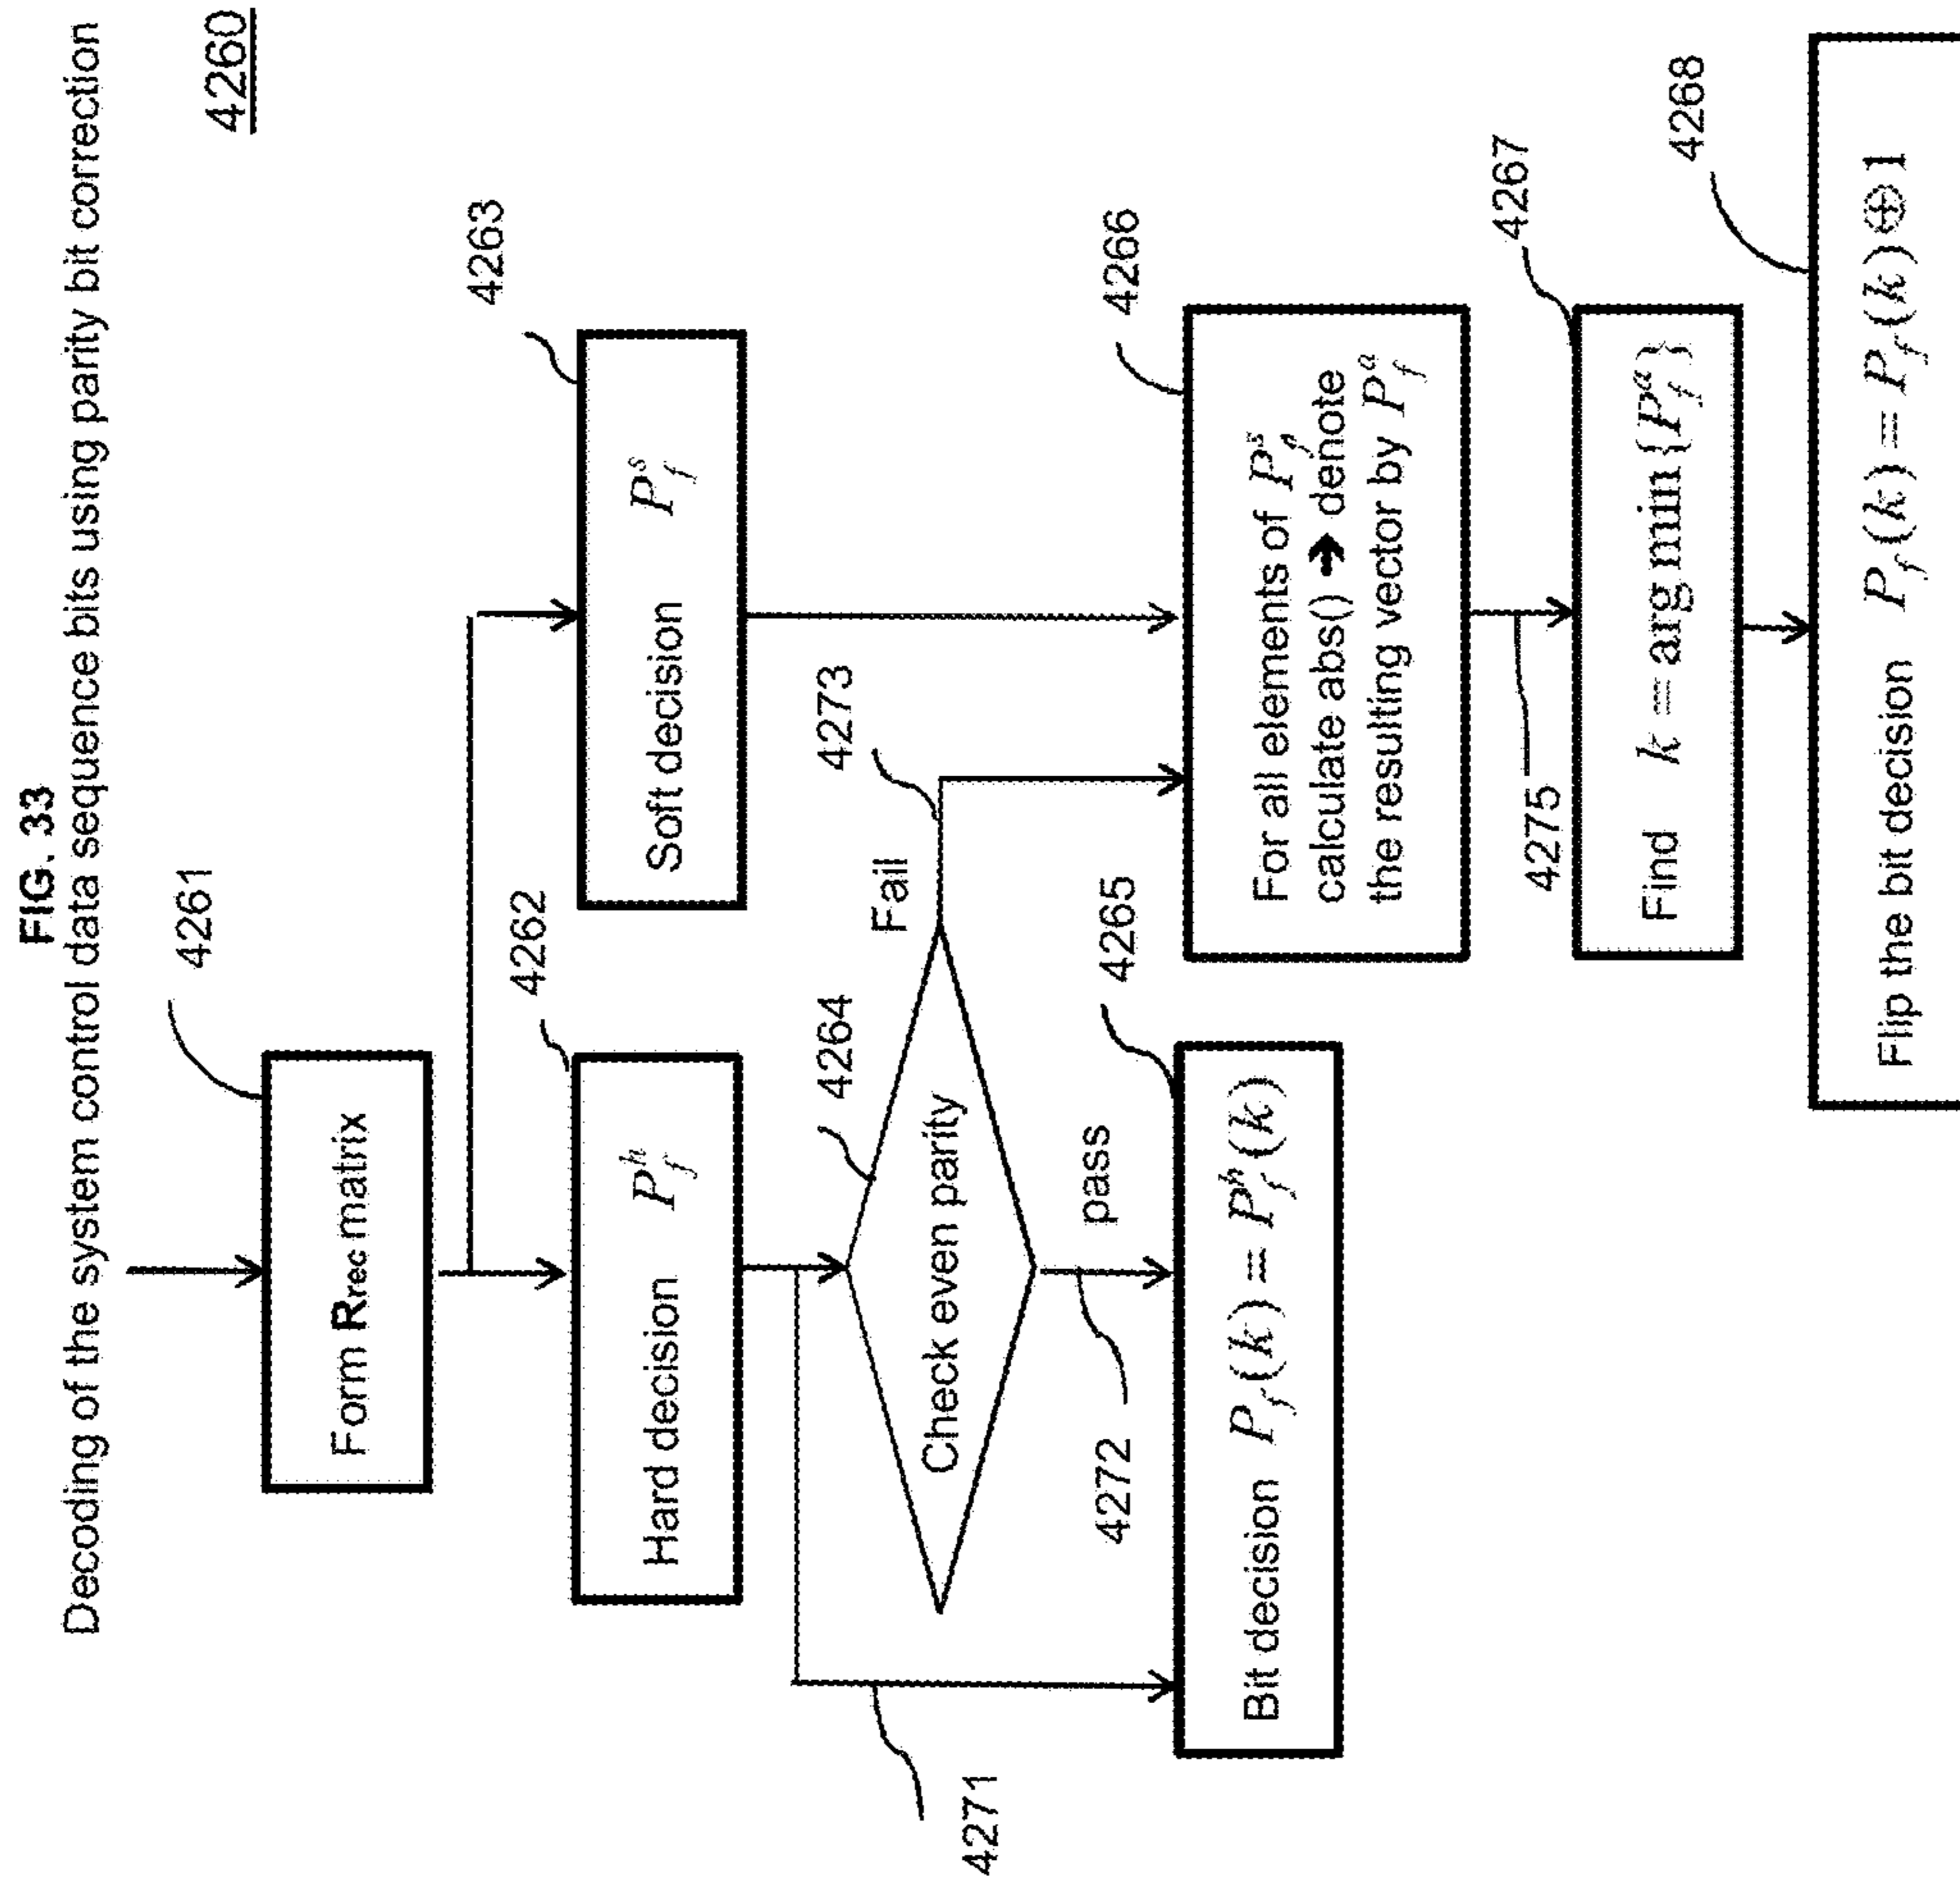 FIG. 33
Decoding of the system control data sequence bits using parity bit correction
4260
4261
Form Rrec matrix
4262
Hard decision P_f^h
4263
Soft decision P_f^s
4264
Check even parity
Fail
4273
pass
4272
4271
4265
Bit decision P_f(k) = P_f^h(k)
4266
For all elements of P_f^s
calculate abs() ➔ denote
the resulting vector by P_f^a
4275
4267
Find k = arg min{P_f^a}
4268
Flip the bit decision P_f(k) = P_f(k) ⊕ 1